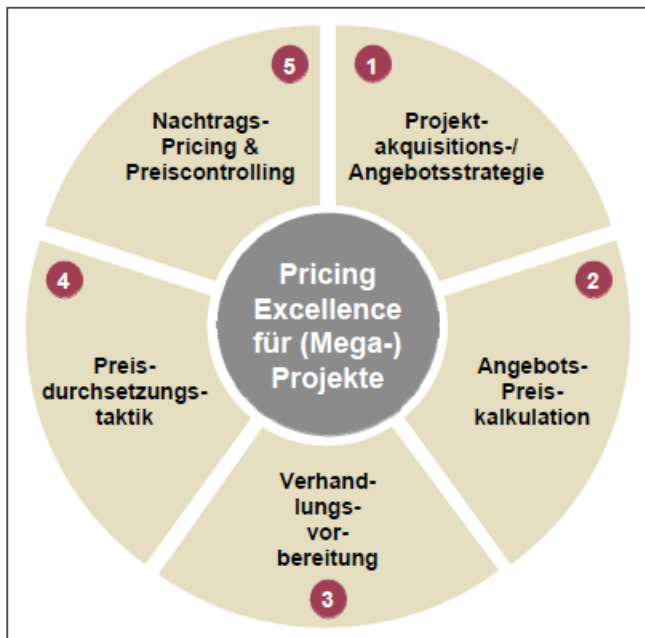 Pricing
Excellence
für (Mega-)
Projekte
1
Projekt-
akquisitions-/
Angebotsstrategie
2
Angebots-
Preis-
kalkulation
Verhand-
lungs-
vor-
bereitung
3
4
Preis-
durchsetzungs-
taktik
5
Nachtrags-
Pricing &
Preiscontrolling